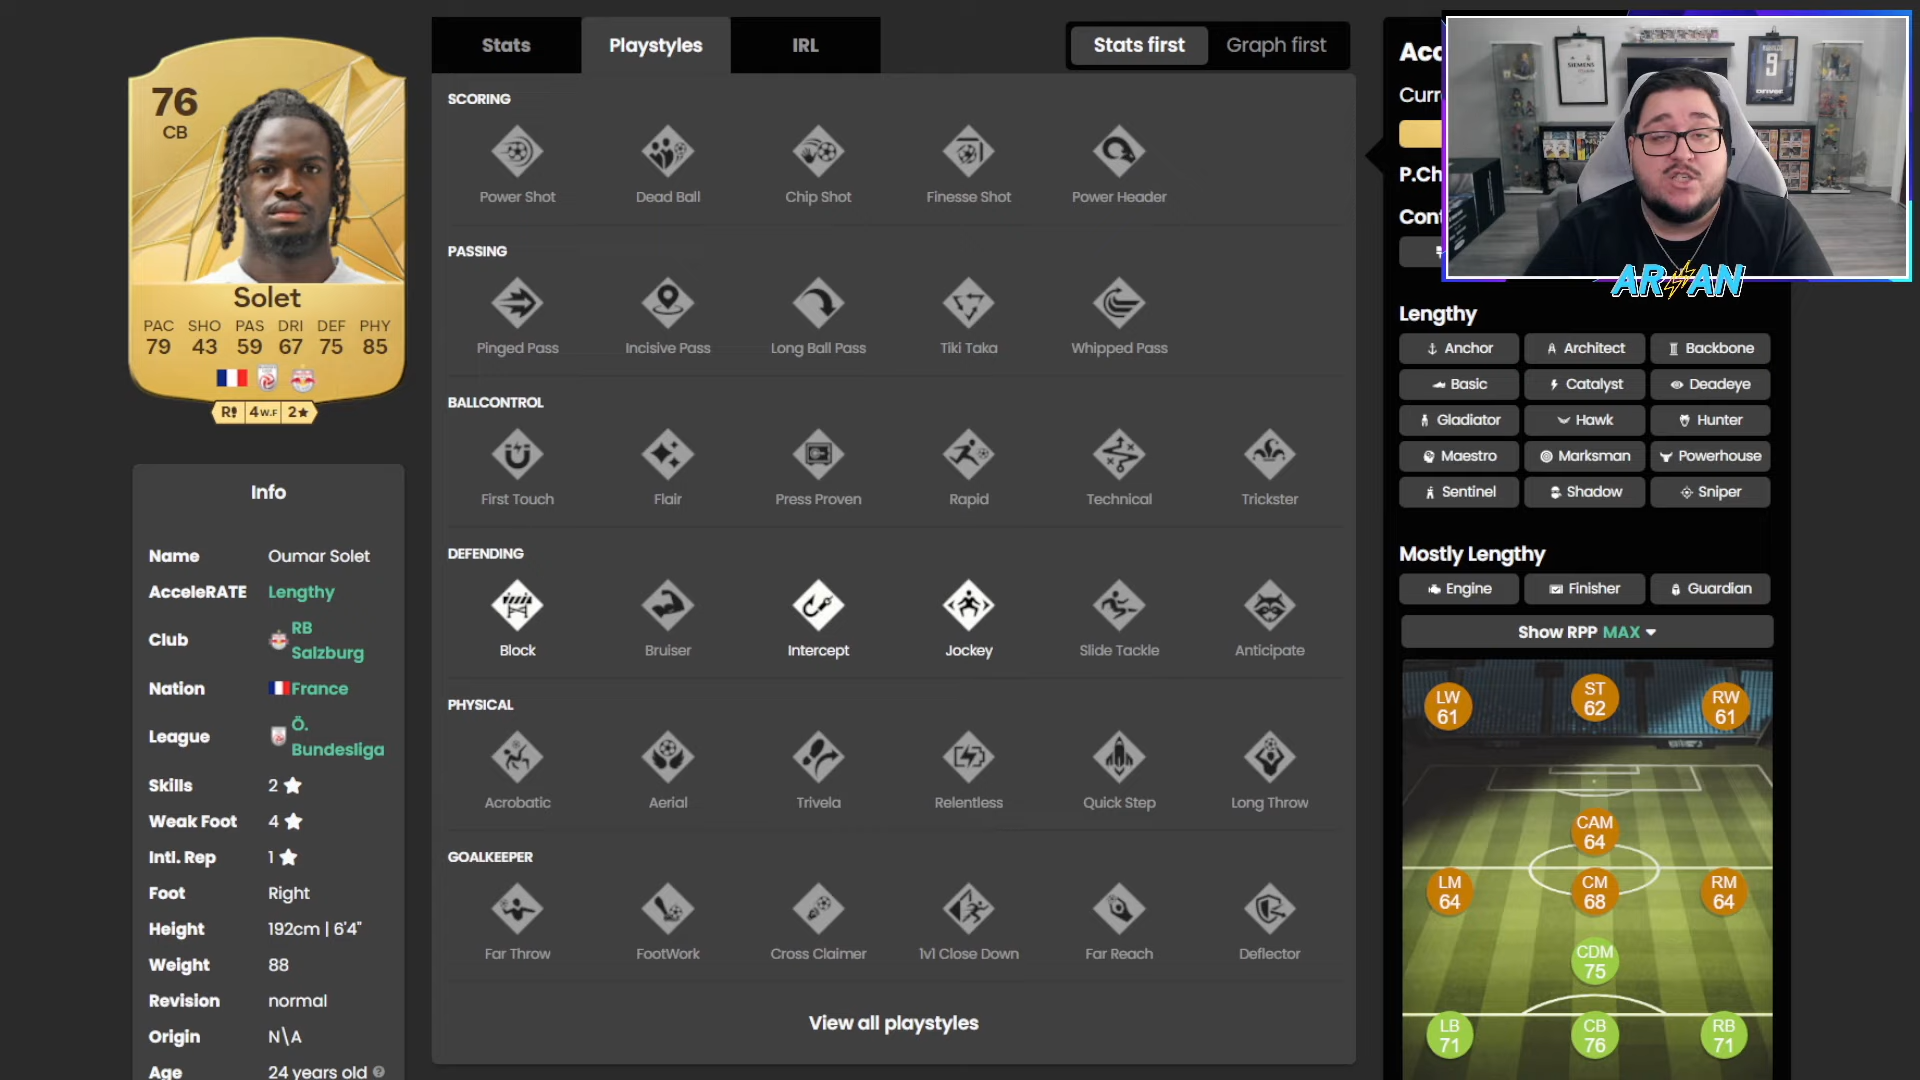 76
CB
Solet
PAC SHO PAS DRI DEF PHY
79 43 59 67 75 85
R 4 W.F 2★
Info
Name Oumar Solet
AcceleRATE Lengthy
Club RB Salzburg
Nation France
League Ö. Bundesliga
Skills 2 ★
Weak Foot 4 ★
Intl. Rep 1 ★
Foot Right
Height 192cm | 6'4"
Weight 88
Revision normal
Origin N\A
Age 24 years old
Stats Playstyles IRL
Stats first Graph first
SCORING
Power Shot Dead Ball Chip Shot Finesse Shot Power Header
PASSING
Pinged Pass Incisive Pass Long Ball Pass Tiki Taka Whipped Pass
BALLCONTROL
First Touch Flair Press Proven Rapid Technical Trickster
DEFENDING
Block Bruiser Intercept Jockey Slide Tackle Anticipate
PHYSICAL
Acrobatic Aerial Trivela Relentless Quick Step Long Throw
GOALKEEPER
Far Throw FootWork Cross Claimer 1v1 Close Down Far Reach Deflector
View all playstyles
Acc
Curr
P.Ch
Cont
SIEMENS
9
ARIAN
Lengthy
Anchor Architect Backbone
Basic Catalyst Deadeye
Gladiator Hawk Hunter
Maestro Marksman Powerhouse
Sentinel Shadow Sniper
Mostly Lengthy
Engine Finisher Guardian
Show RPP MAX
LW 61
ST 62
RW 61
CAM 64
LM 64
CM 68
RM 64
CDM 75
LB 71
CB 76
RB 71